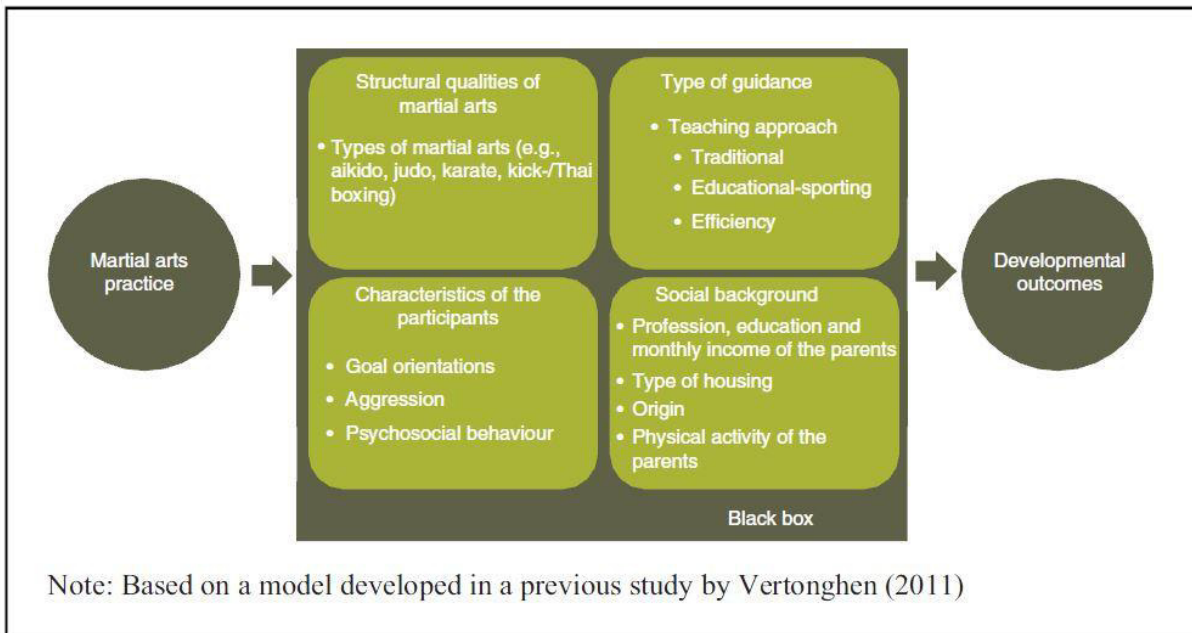 Martial arts
practice
Structural qualities of
martial arts
• Types of martial arts (e.g.,
aikido, judo, karate, kick-/Thai
boxing)
Type of guidance
• Teaching approach
• Traditional
• Educational-sporting
• Efficiency
Characteristics of the
participants
• Goal orientations
• Aggression
• Psychosocial behaviour
Social background
• Profession, education and
monthly income of the parents
• Type of housing
• Origin
• Physical activity of the
parents
Black box
Developmental
outcomes
Note: Based on a model developed in a previous study by Vertonghen (2011)